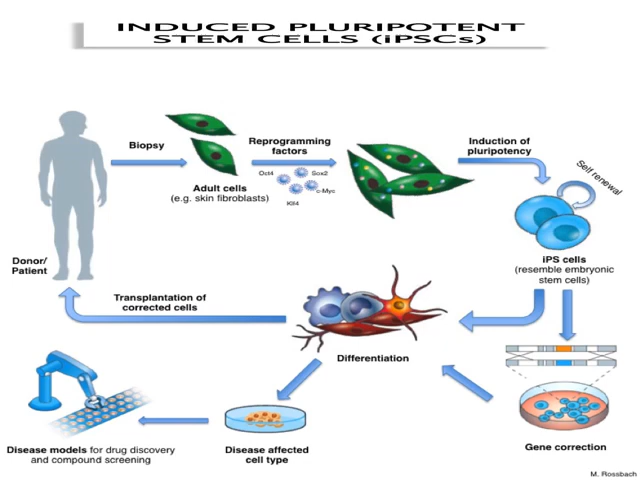 INDUCED PLURIPOTENT
STEM CELLS (iPSCs)
Biopsy
Reprogramming
factors
Induction of
pluripotency
Oct4
Sox2
c-Myc
Klf4
Self renewal
Adult cells
(e.g. skin fibroblasts)
Donor/
Patient
iPS cells
(resemble embryonic
stem cells)
Transplantation of
corrected cells
Differentiation
Gene correction
Disease models for drug discovery
and compound screening
Disease affected
cell type
M. Rossbach